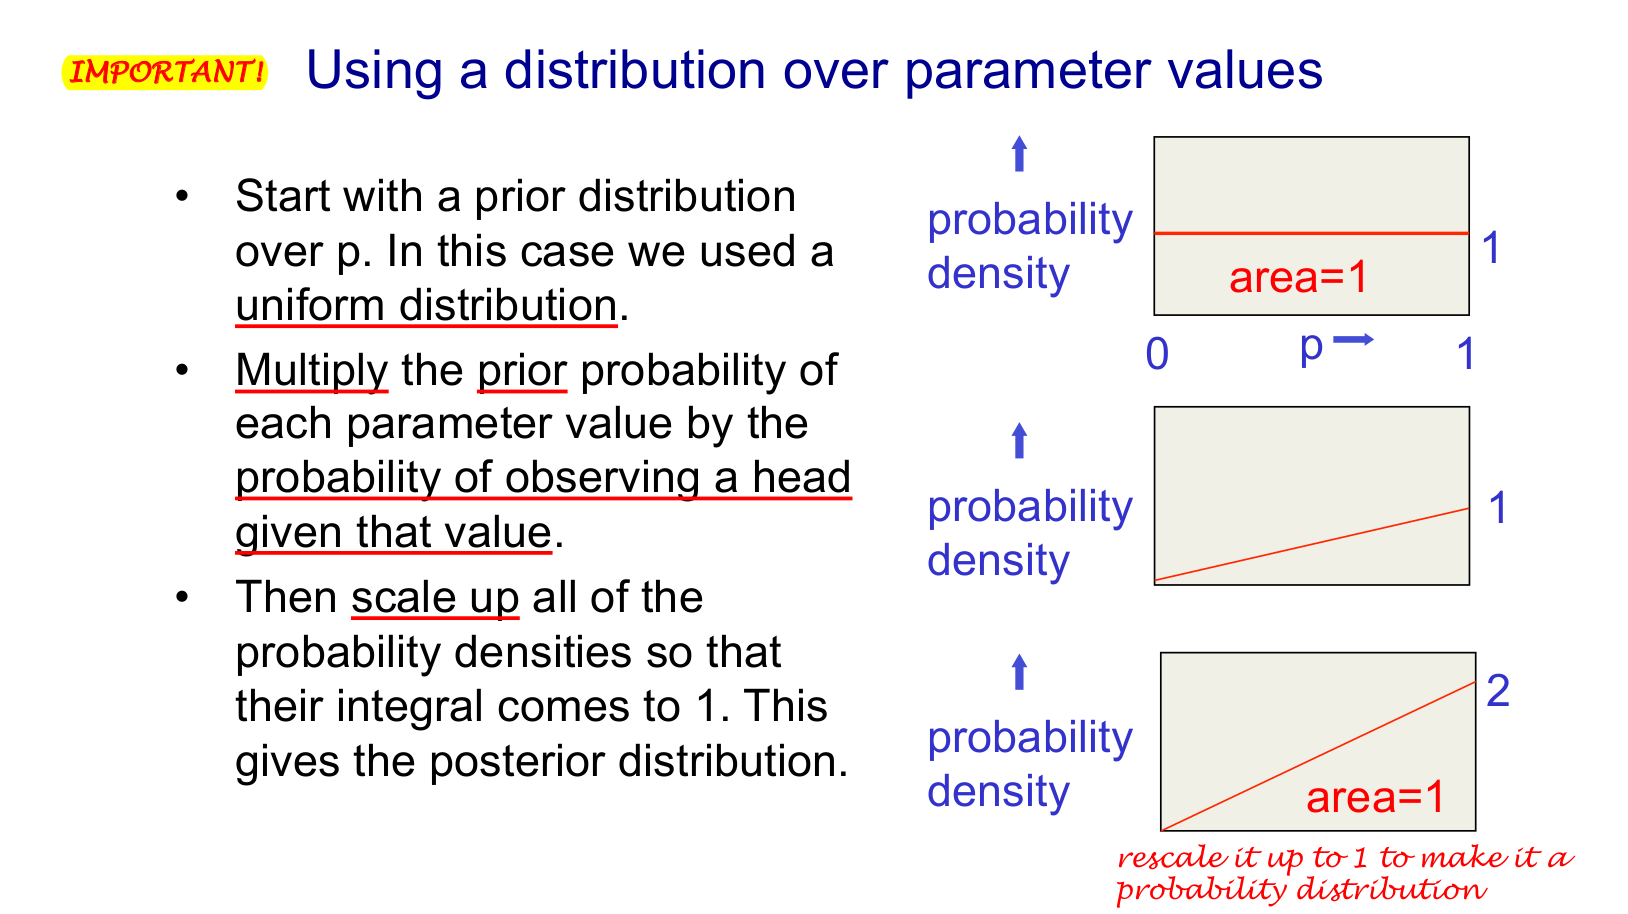 IMPORTANT!
Using a distribution over parameter values
• Start with a prior distribution
over p. In this case we used a
uniform distribution.
• Multiply the prior probability of
each parameter value by the
probability of observing a head
given that value.
• Then scale up all of the
probability densities so that
their integral comes to 1. This
gives the posterior distribution.
probability
density
1
area=1
0 p 1
probability
density
1
probability
density
2
area=1
rescale it up to 1 to make it a
probability distribution